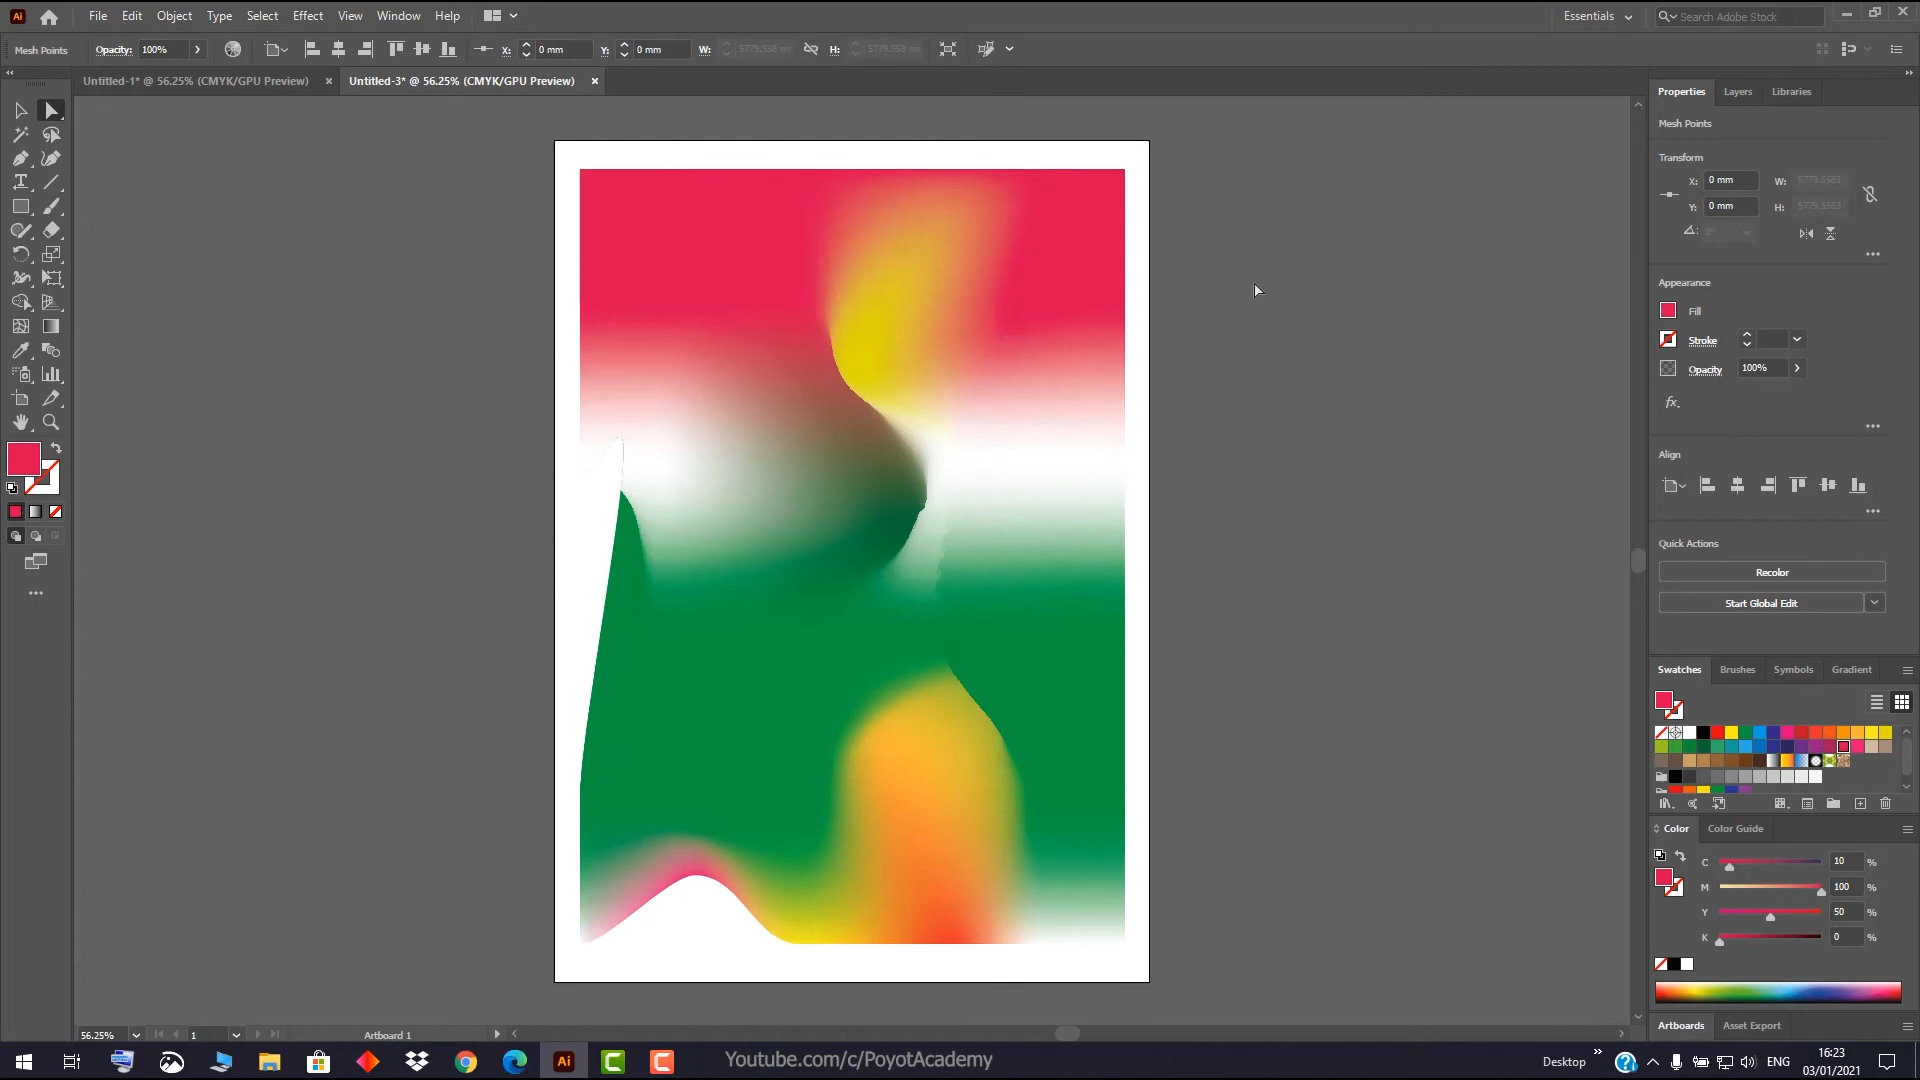 Ai File Edit Object Type Select Effect View Window Help Essentials Search Adobe Stock
Mesh Points Opacity: 100% X: 0 mm Y: 0 mm W: H:
Untitled-1* @ 56.25% (CMYK/GPU Preview) Untitled-3* @ 56.25% (CMYK/GPU Preview)
Properties Layers Libraries
Mesh Points
Transform
X: 0 mm W:
Y: 0 mm H:
Appearance
Fill
Stroke
Opacity 100%
fx.
Align
Quick Actions
Recolor
Start Global Edit
Swatches Brushes Symbols Gradient
Color Color Guide
C 10 %
M 100 %
Y 50 %
K 0 %
56.25% 1 Artboard 1
Artboards Asset Export
Ai Youtube.com/c/PoyotAcademy Desktop ENG 16:23
03/01/2021